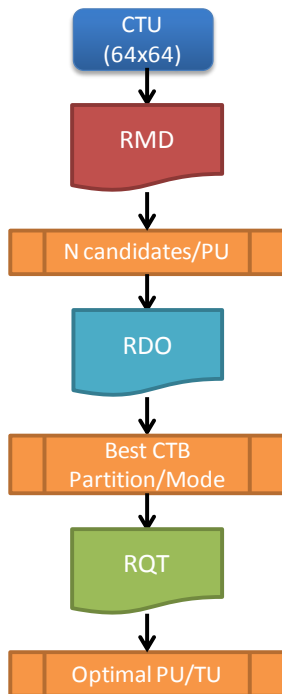 CTU
(64x64)
RMD
N candidates/PU
RDO
Best CTB
Partition/Mode
RQT
Optimal PU/TU